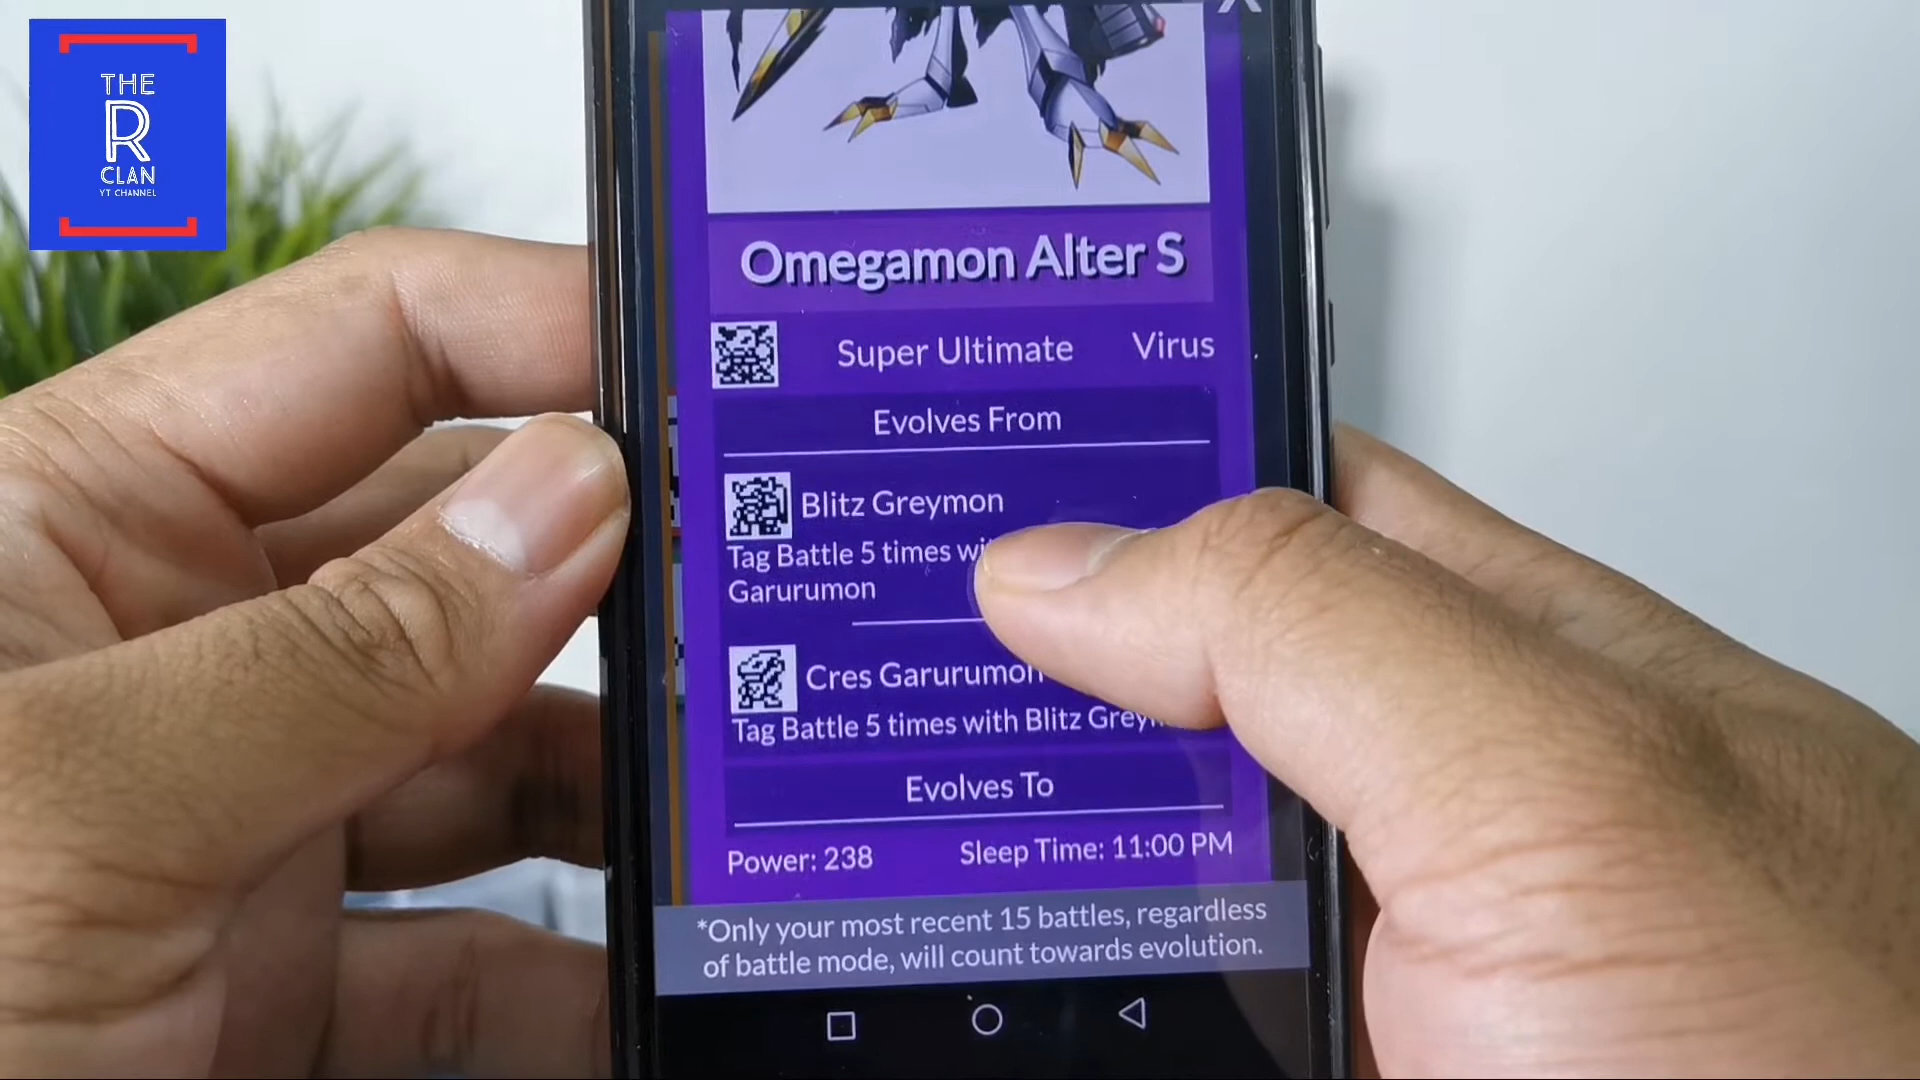 THE
R
CLAN
YT CHANNEL
Omegamon Alter S
Super Ultimate Virus
Evolves From
Blitz Greymon
Tag Battle 5 times
Garurumon
Cres Garurumon
Tag Battle 5 times with Blitz
Evolves To
Power: 238 Sleep Time: 11:00 PM
*Only your most recent 15 battles, regardless
of battle mode, will count towards evolution.